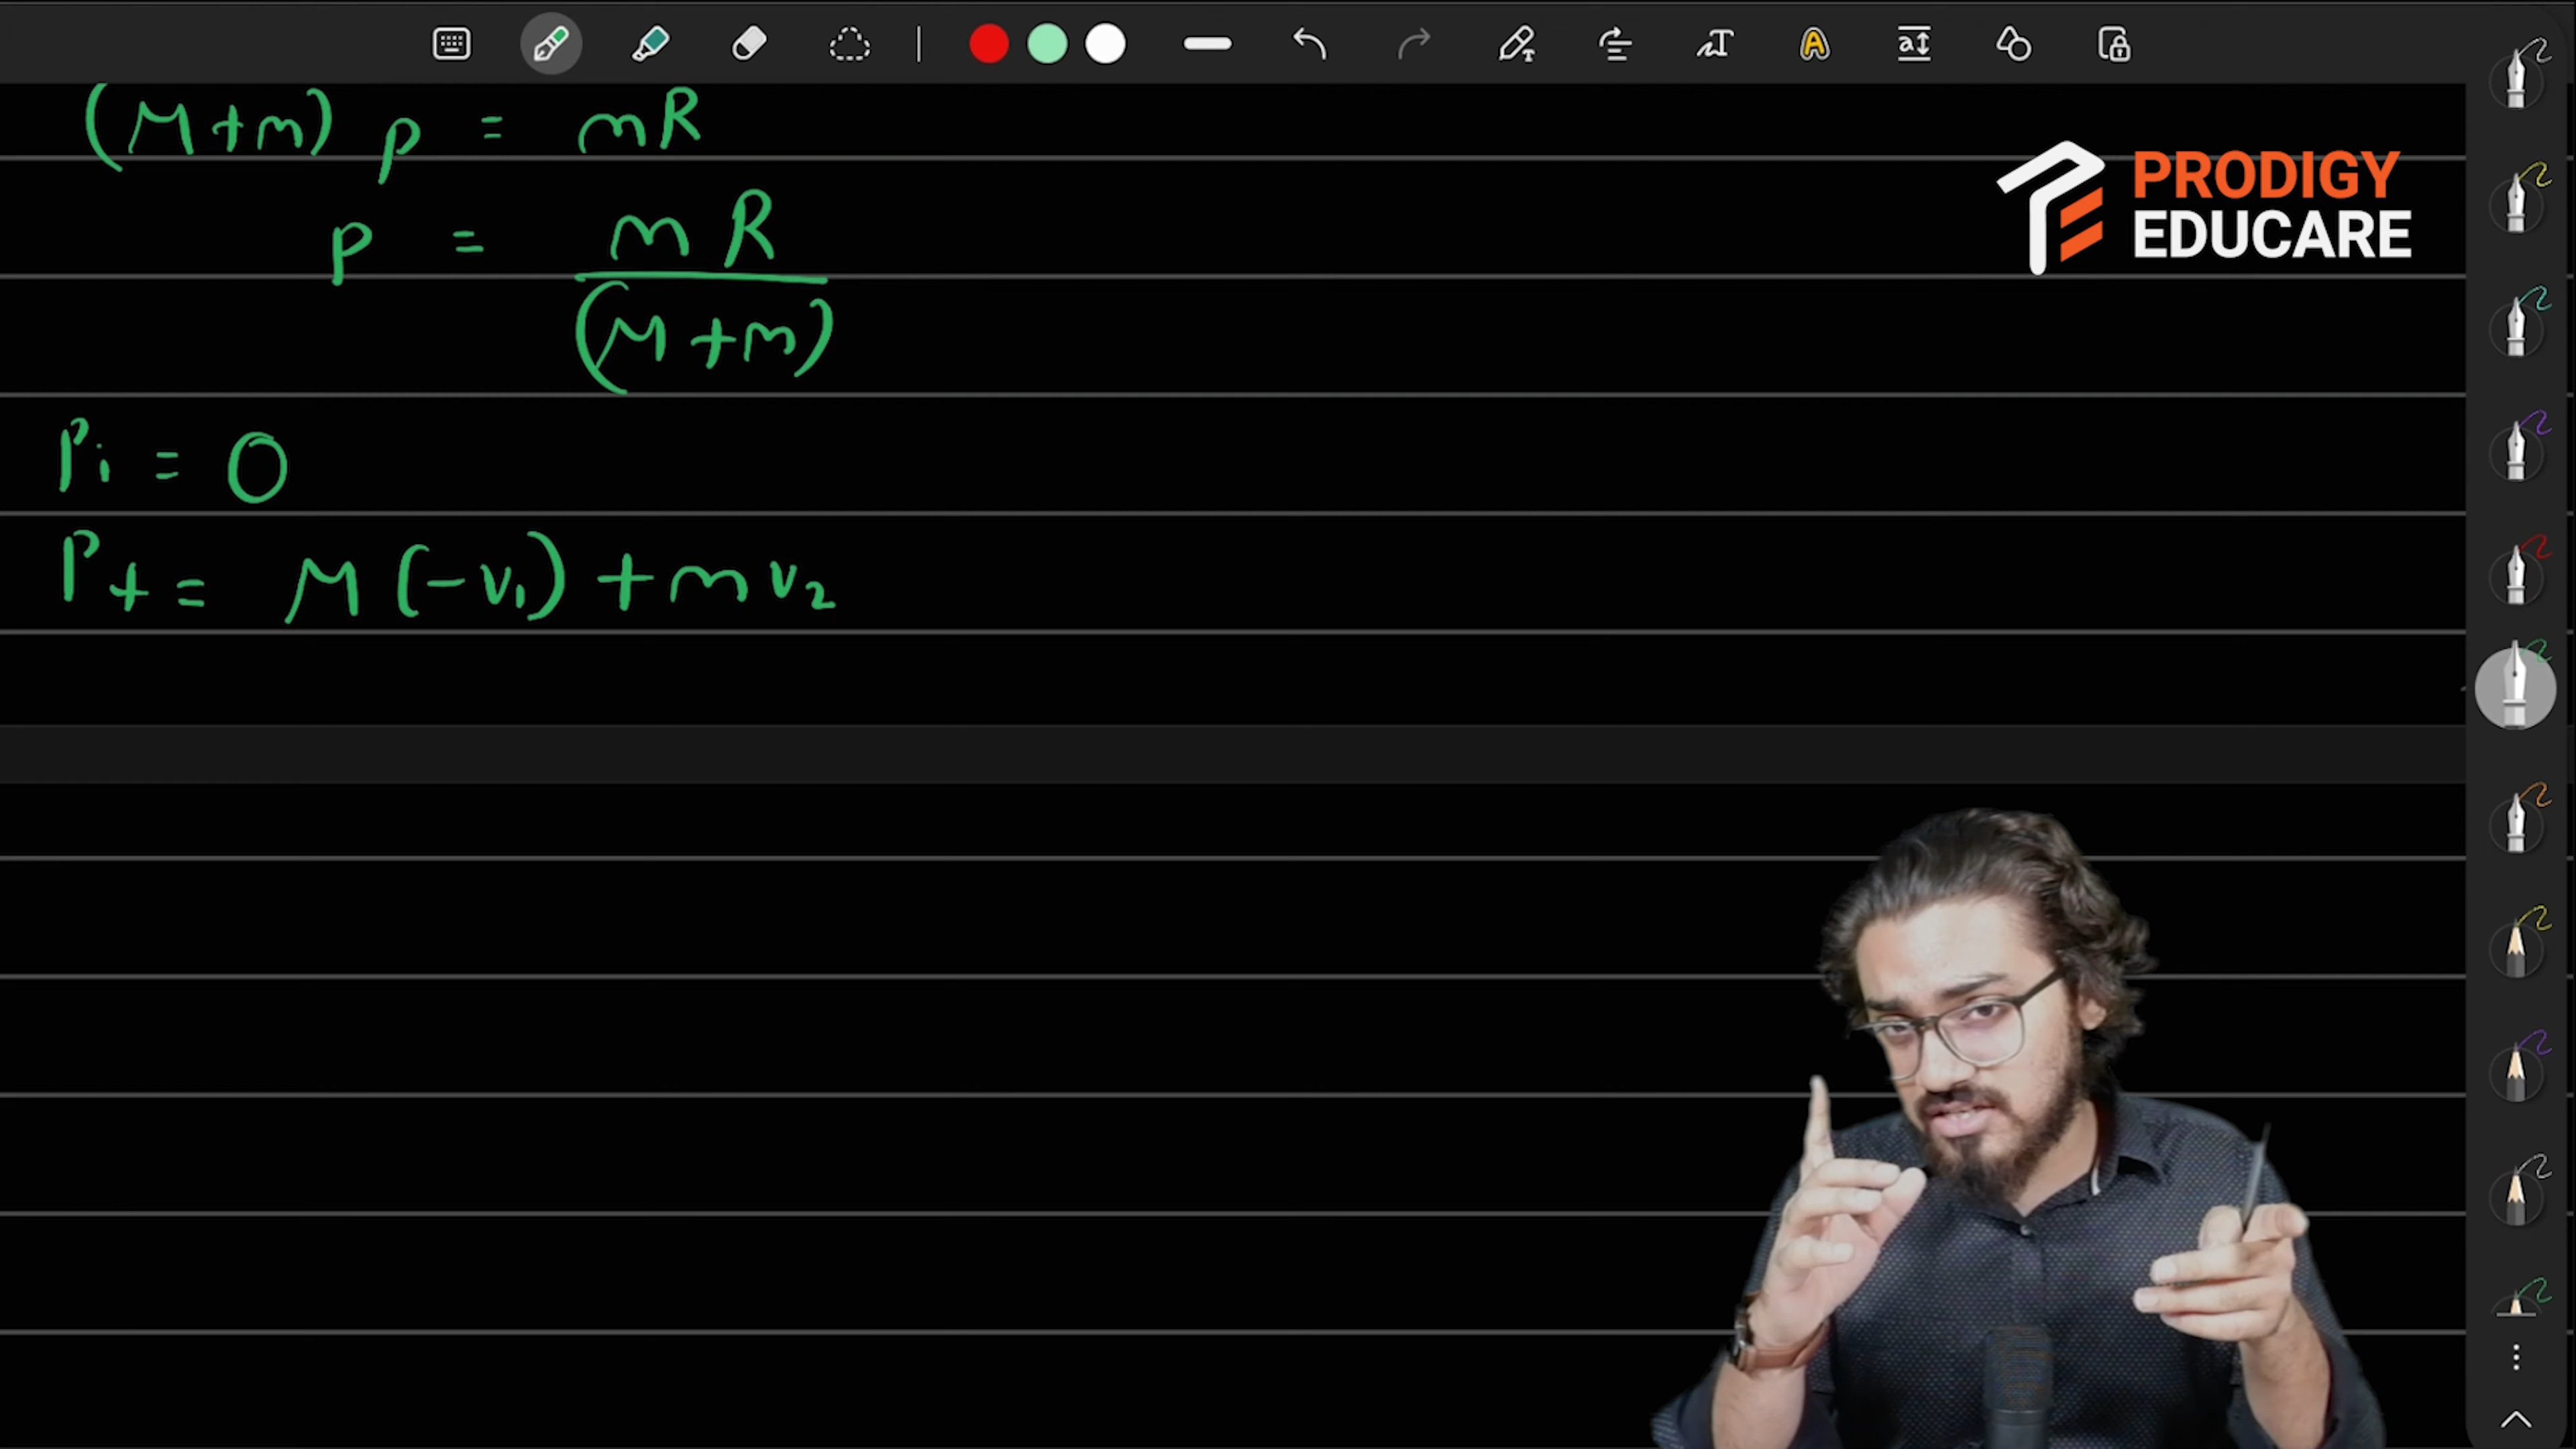 (M+m) p = mR
PRODIGY
EDUCARE
p = mR / (M+m)
Pi = 0
Pf = M(-v₁) + mv₂